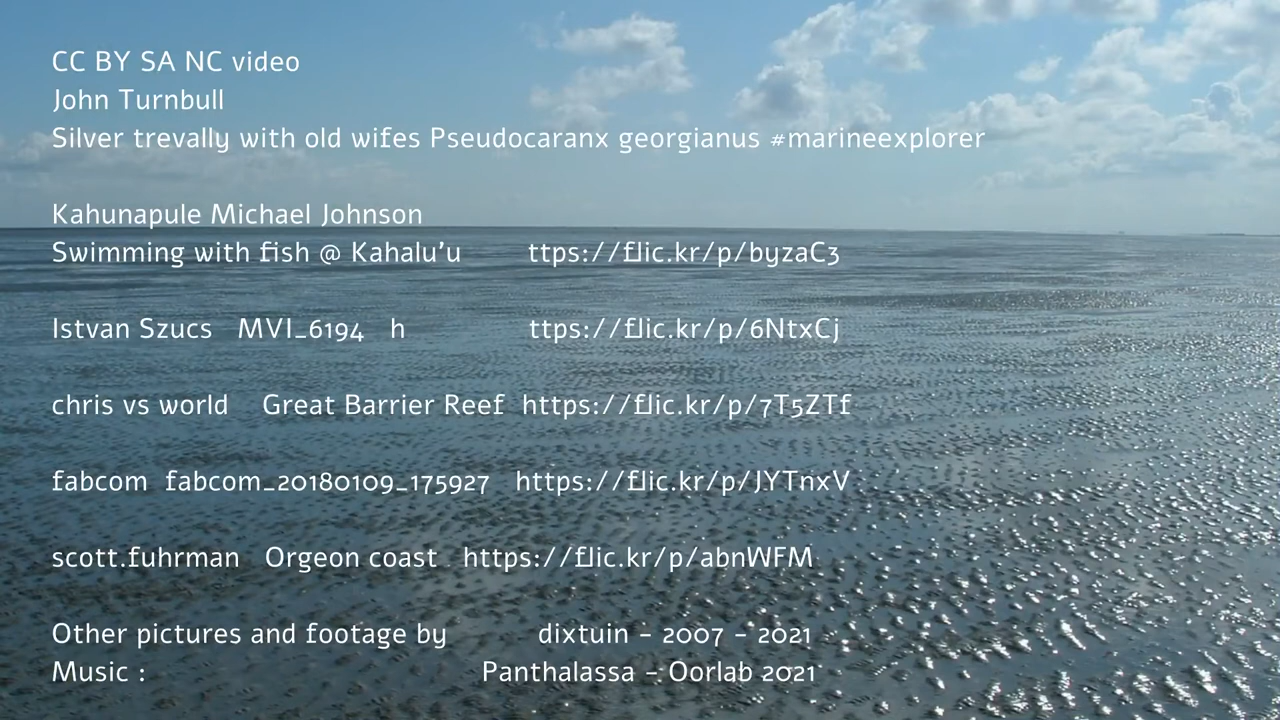 CC BY SA NC video
John Turnbull
Silver trevally with old wifes Pseudocaranx georgianus #marineexplorer
Kahunapule Michael Johnson
Swimming with fish @ Kahalu'u ttps://flic.kr/p/byzaC3
Istvan Szucs MVI_6194 h ttps://flic.kr/p/6NtxCj
chris vs world Great Barrier Reef https://flic.kr/p/7T5ZTf
fabcom fabcom_20180109_175927 https://flic.kr/p/JYTnxV
scott.fuhrman Orgeon coast https://flic.kr/p/abnWFM
Other pictures and footage by dixtuin - 2007 - 2021
Music : Panthalassa - Oorlab 2021